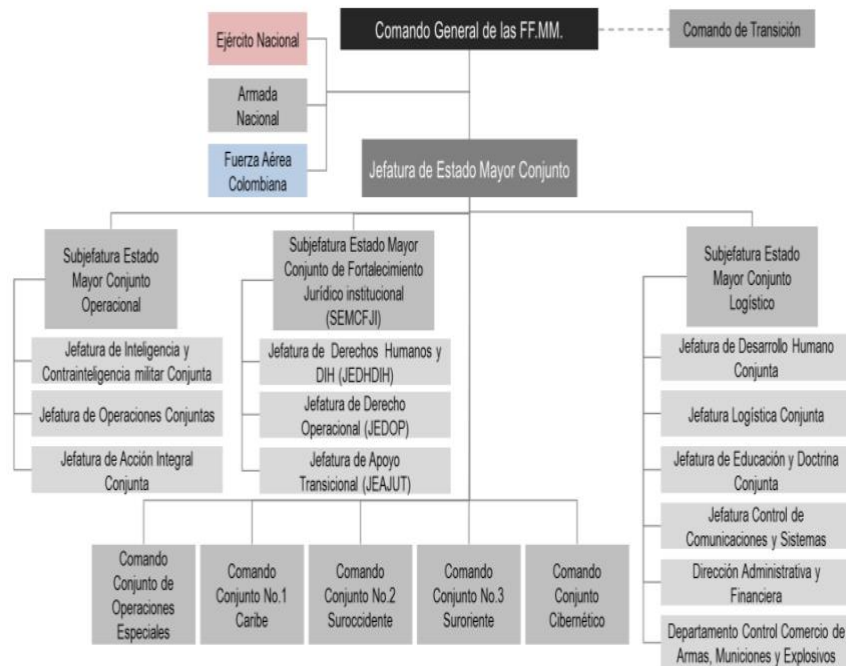 Comando General de las FF.MM.
Comando de Transición
Ejército Nacional
Armada
Nacional
Fuerza Aérea
Colombiana
Jefatura de Estado Mayor Conjunto
Subjefatura Estado
Mayor Conjunto
Operacional
Jefatura de Inteligencia y
Contrainteligencia militar Conjunta
Jefatura de Operaciones Conjuntas
Jefatura de Acción Integral
Conjunta
Subjefatura Estado Mayor
Conjunto de Fortalecimiento
Jurídico institucional
(SEMCFJI)
Jefatura de Derechos Humanos y
DIH (JEDHDIH)
Jefatura de Derecho
Operacional (JEDOP)
Jefatura de Apoyo
Transicional (JEAJUT)
Subjefatura Estado
Mayor Conjunto
Logístico
Jefatura de Desarrollo Humano
Conjunta
Jefatura Logística Conjunta
Jefatura de Educación y Doctrina
Conjunta
Jefatura Control de
Comunicaciones y Sistemas
Dirección Administrativa y
Financiera
Departamento Control Comercio de
Armas, Municiones y Explosivos
Comando
Conjunto de
Operaciones
Especiales
Comando
Conjunto No.1
Caribe
Comando
Conjunto No.2
Suroccidente
Comando
Conjunto No.3
Suroriente
Comando
Conjunto
Cibernético